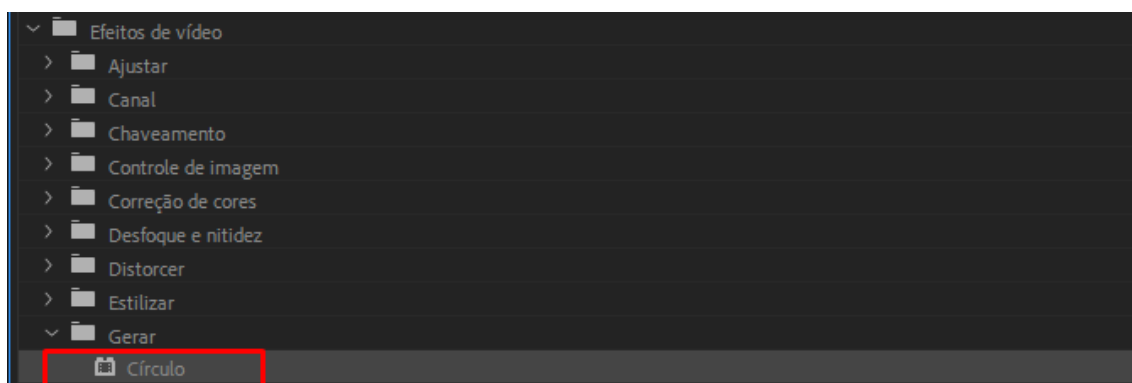 Efeitos de vídeo
Ajustar
Canal
Chaveamento
Controle de imagem
Correção de cores
Desfoque e nitidez
Distorcer
Estilizar
Gerar
Círculo